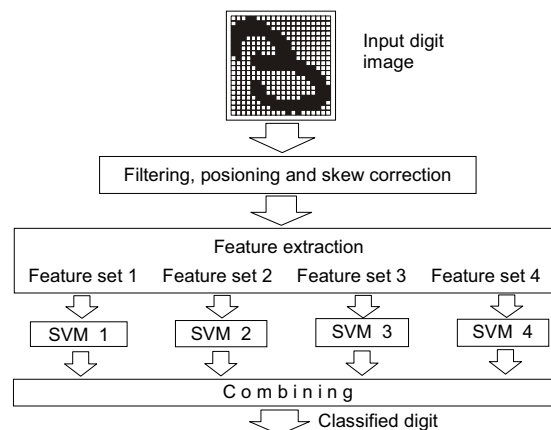 Input digit
image
Filtering, posioning and skew correction
Feature extraction
Feature set 1 Feature set 2 Feature set 3 Feature set 4
SVM 1 SVM 2 SVM 3 SVM 4
Combining
Classified digit